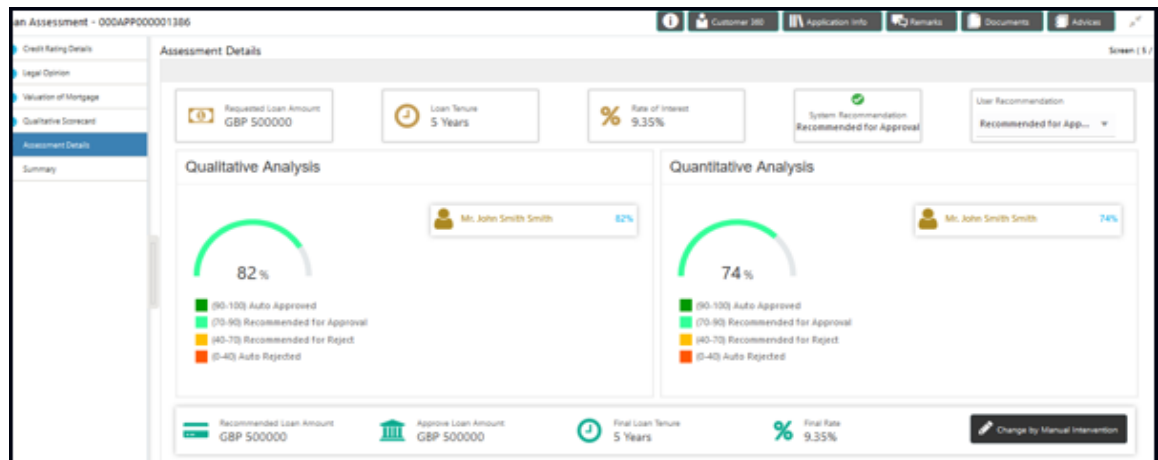 an Assessment - 000APP000001386
Customer 360
Application Info
Remarks
Documents
Advices
Credit Rating Details
Legal Opinion
Valuation of Mortgage
Qualitative Scorecard
Assessment Details
Summary
Assessment Details
Screen ( 5 /
Requested Loan Amount
GBP 500000
Loan Tenure
5 Years
Rate of Interest
9.35%
System Recommendation
Recommended for Approval
User Recommendation
Recommended for App...
Qualitative Analysis
Mr. John Smith Smith 82%
82 %
(90-100) Auto Approved
(70-90) Recommended for Approval
(40-70) Recommended for Reject
(0-40) Auto Rejected
Quantitative Analysis
Mr. John Smith Smith 74%
74 %
(90-100) Auto Approved
(70-90) Recommended for Approval
(40-70) Recommended for Reject
(0-40) Auto Rejected
Recommended Loan Amount
GBP 500000
Approve Loan Amount
GBP 500000
Final Loan Tenure
5 Years
Final Rate
9.35%
Change by Manual Intervention